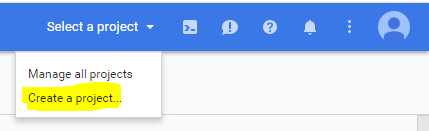 Select a project
Manage all projects
Create a project...